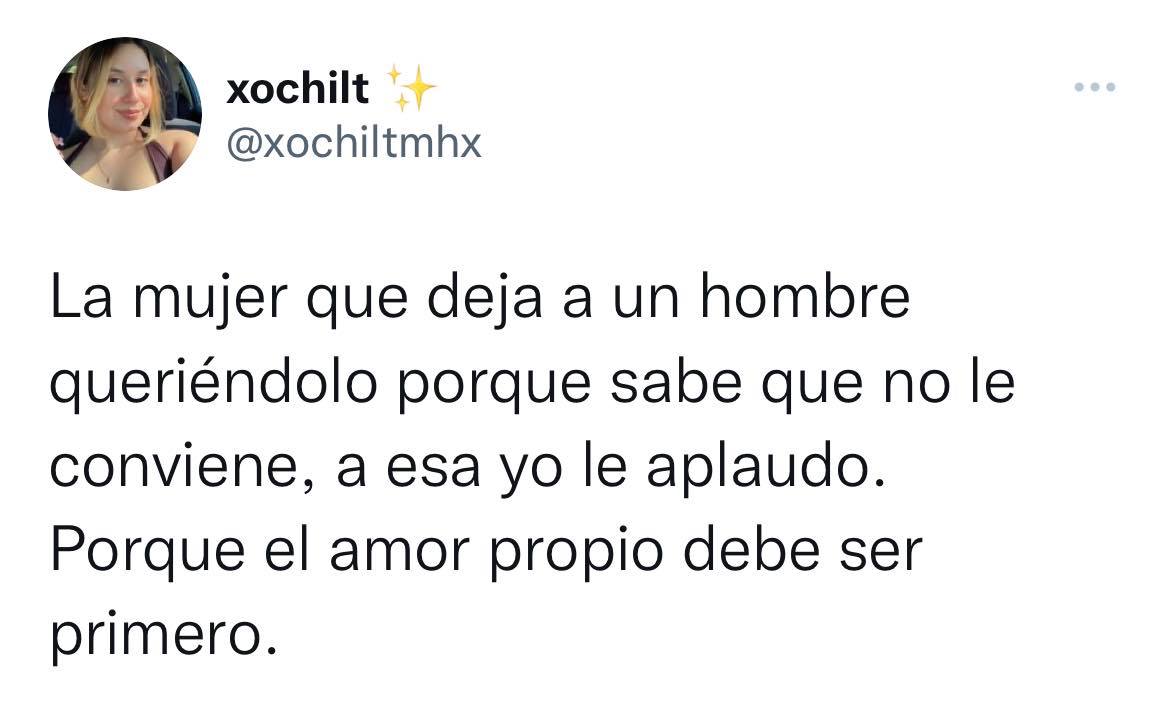 xochilt ✨
@xochiltmhx
La mujer que deja a un hombre
queriéndolo porque sabe que no le
conviene, a esa yo le aplaudo.
Porque el amor propio debe ser
primero.